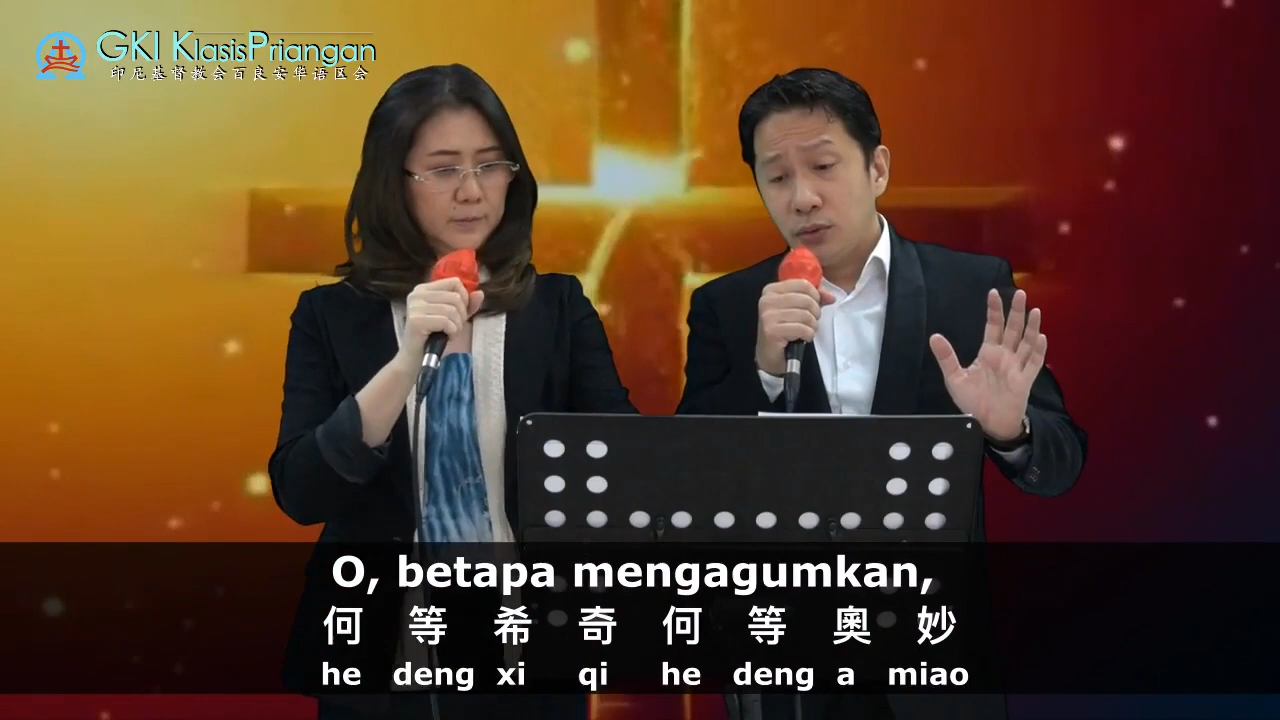 GKI KlasisPriangan
印尼基督教会百良安华语区会
O, betapa mengagumkan,
何 等 希 奇 何 等 奧 妙
he deng xi qi he deng a miao